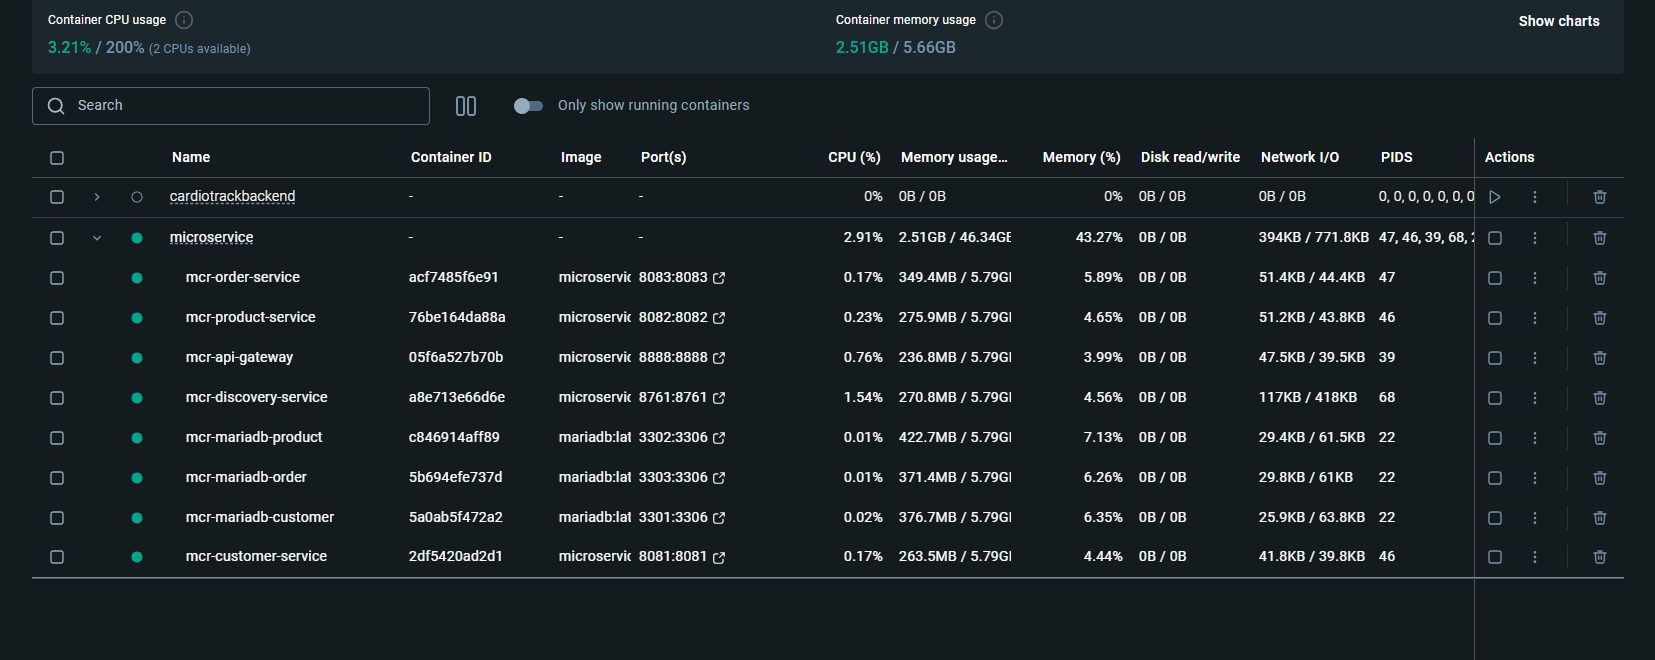 Container CPU usage
3.21% / 200% (2 CPUs available)
Container memory usage
2.51GB / 5.66GB
Show charts
Search
Only show running containers
Name Container ID Image Port(s) CPU (%) Memory usage... Memory (%) Disk read/write Network I/O PIDS Actions
cardiotrackbackend - - - 0% 0B / 0B 0% 0B / 0B 0B / 0B 0, 0, 0, 0, 0, 0, 0
microservice - - - 2.91% 2.51GB / 46.34GB 43.27% 0B / 0B 394KB / 771.8KB 47, 46, 39, 68,
mcr-order-service acf7485f6e91 microservic 8083:8083 0.17% 349.4MB / 5.79G 5.89% 0B / 0B 51.4KB / 44.4KB 47
mcr-product-service 76be164da88a microservic 8082:8082 0.23% 275.9MB / 5.79G 4.65% 0B / 0B 51.2KB / 43.8KB 46
mcr-api-gateway 05f6a527b70b microservic 8888:8888 0.76% 236.8MB / 5.79G 3.99% 0B / 0B 47.5KB / 39.5KB 39
mcr-discovery-service a8e713e66d6e microservic 8761:8761 1.54% 270.8MB / 5.79G 4.56% 0B / 0B 117KB / 418KB 68
mcr-mariadb-product c846914aff89 mariadb:lat 3302:3306 0.01% 422.7MB / 5.79G 7.13% 0B / 0B 29.4KB / 61.5KB 22
mcr-mariadb-order 5b694efe737d mariadb:lat 3303:3306 0.01% 371.4MB / 5.79G 6.26% 0B / 0B 29.8KB / 61KB 22
mcr-mariadb-customer 5a0ab5f472a2 mariadb:lat 3301:3306 0.02% 376.7MB / 5.79G 6.35% 0B / 0B 25.9KB / 63.8KB 22
mcr-customer-service 2df5420ad2d1 microservic 8081:8081 0.17% 263.5MB / 5.79G 4.44% 0B / 0B 41.8KB / 39.8KB 46